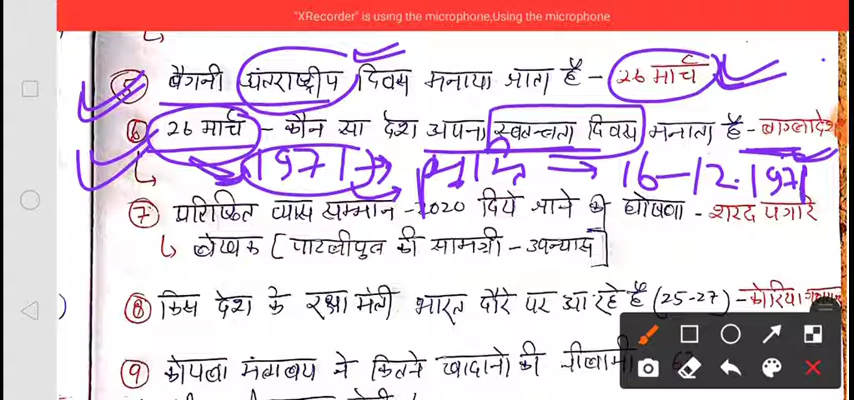 "XRecorder" is using the microphone,Using the microphone
⑤ बैगनी अंतराष्ट्रीय दिवस मनाया जाता है - 26 मार्च
⑥ 26 मार्च - कौन सा देश अपना स्वतन्त्रता दिवस मनाता है - बांग्लादेश
1971 → → 16-12-1971
⑦ परिष्ठित व्यास सम्मान - 2020 दिये जाने की घोषणा - शरद पगारे
↳ लेखक [पाटलीपुत्र की सामग्री - उपन्यास]
⑧ किस देश के रक्षा मंत्री भारत दौरे पर आ रहे हैं (25-27) - कोरिया
⑨ कोयला मंत्रालय ने कितने खादानो की नीलामी